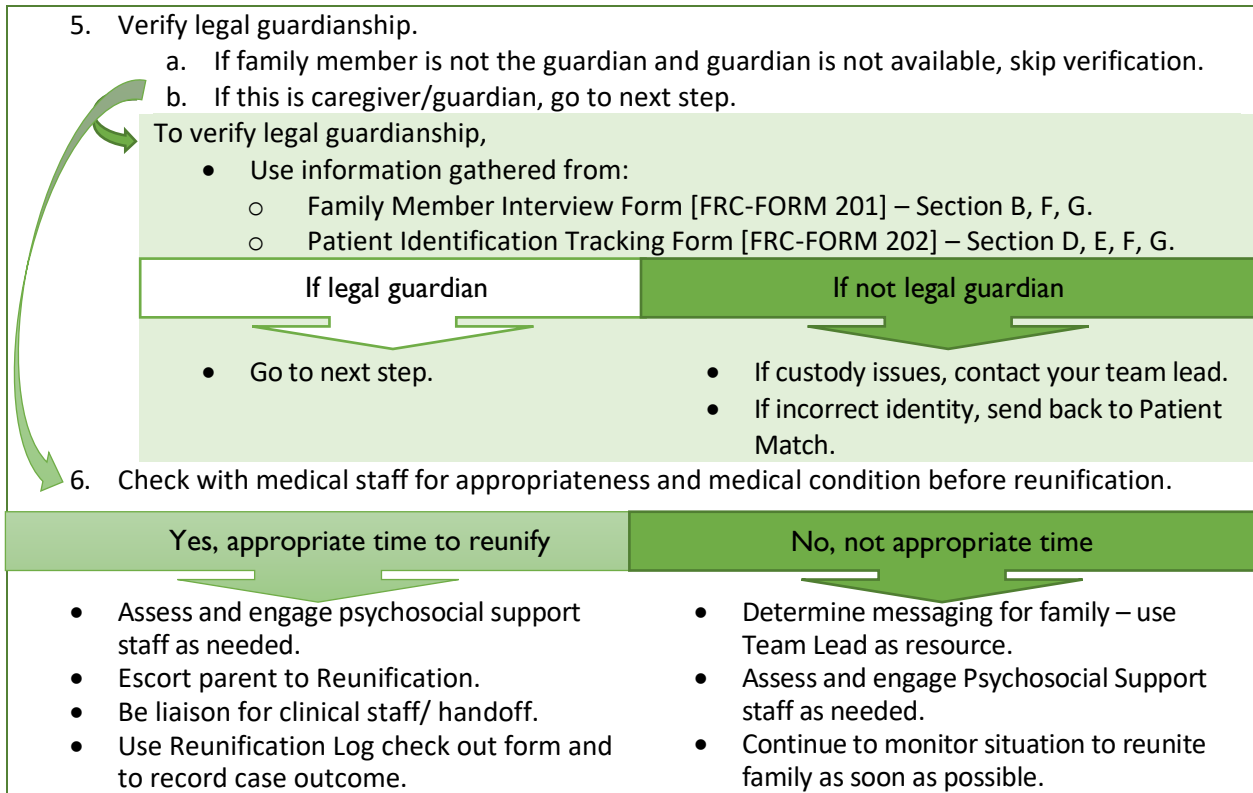 5. Verify legal guardianship.
a. If family member is not the guardian and guardian is not available, skip verification.
b. If this is caregiver/guardian, go to next step.
To verify legal guardianship,
• Use information gathered from:
o Family Member Interview Form [FRC-FORM 201] – Section B, F, G.
o Patient Identification Tracking Form [FRC-FORM 202] – Section D, E, F, G.
If legal guardian
• Go to next step.
If not legal guardian
• If custody issues, contact your team lead.
• If incorrect identity, send back to Patient
Match.
6. Check with medical staff for appropriateness and medical condition before reunification.
Yes, appropriate time to reunify
• Assess and engage psychosocial support
staff as needed.
• Escort parent to Reunification.
• Be liaison for clinical staff/ handoff.
• Use Reunification Log check out form and
to record case outcome.
No, not appropriate time
• Determine messaging for family – use
Team Lead as resource.
• Assess and engage Psychosocial Support
staff as needed.
• Continue to monitor situation to reunite
family as soon as possible.